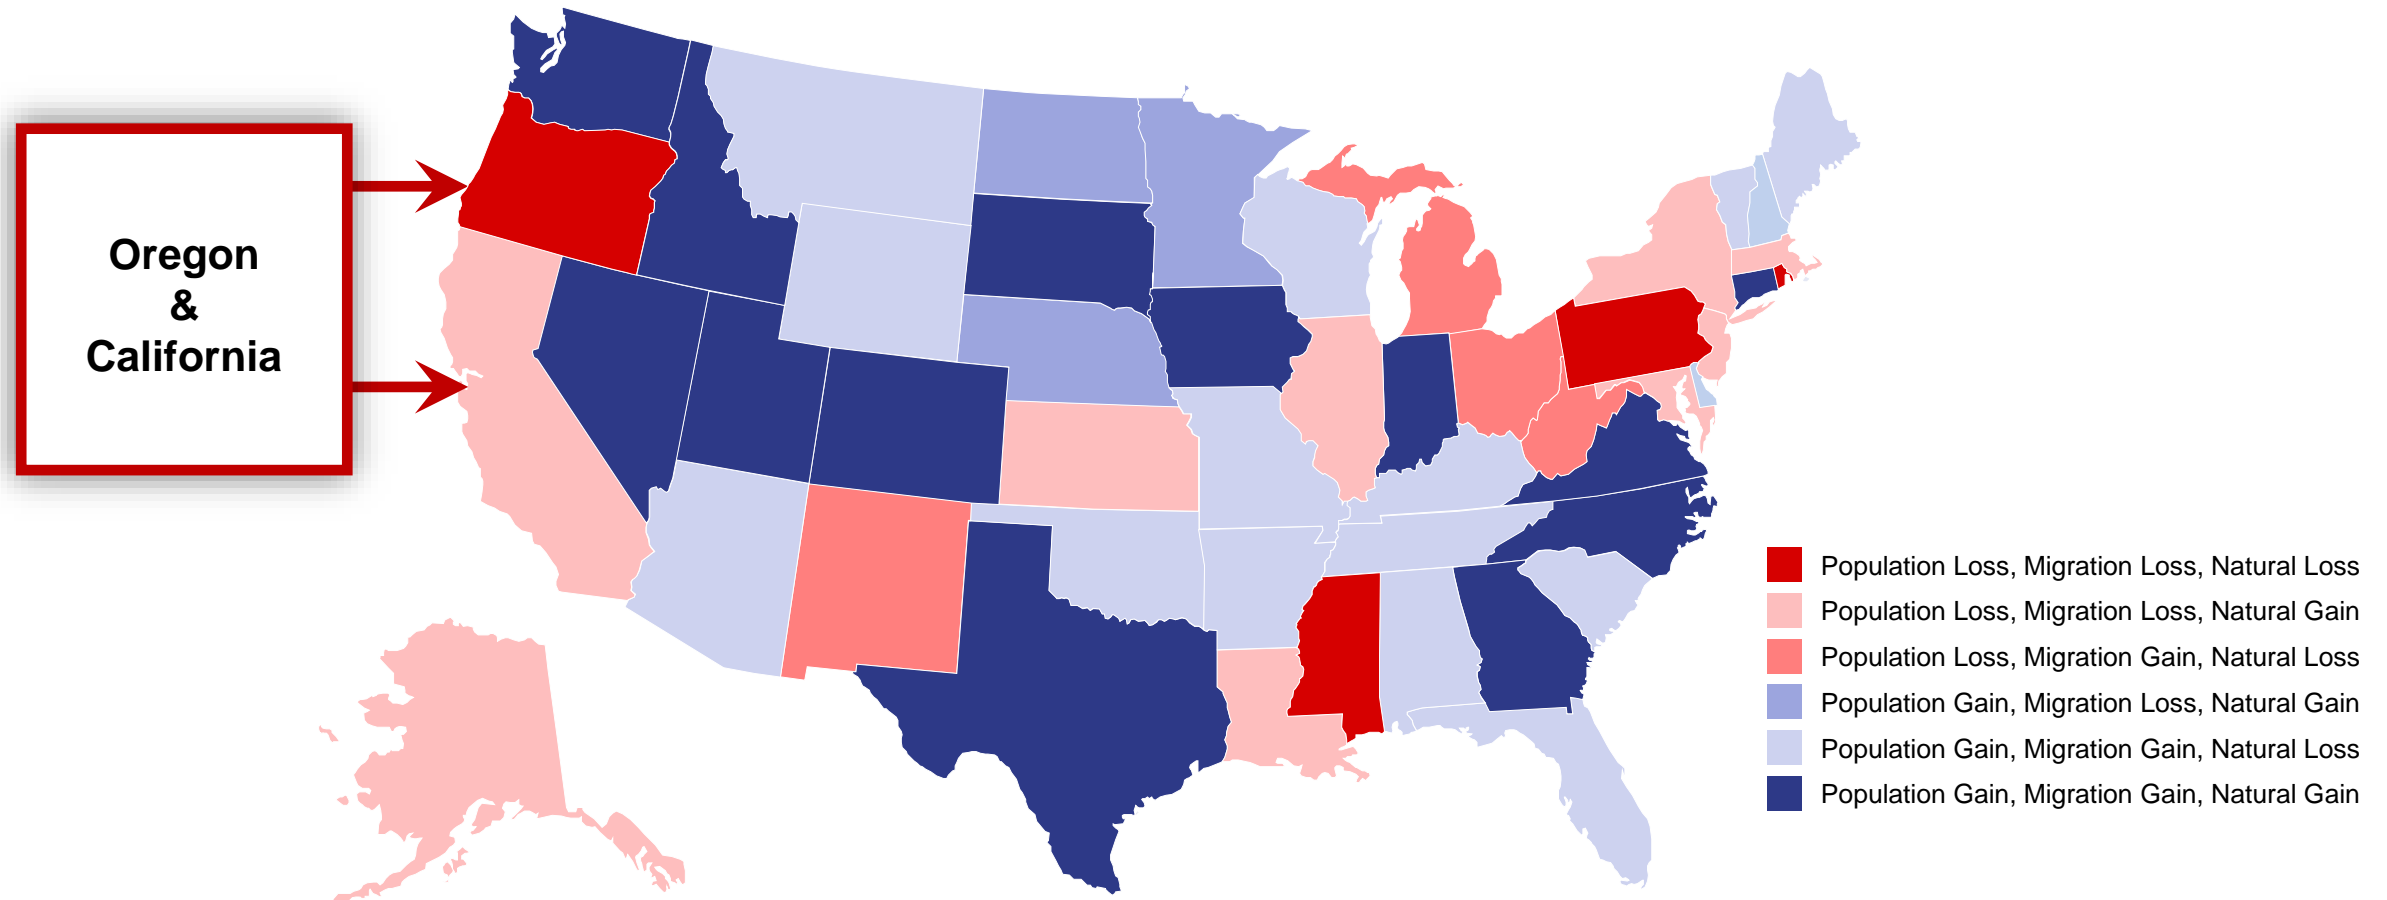 Oregon
&
California
Population Loss, Migration Loss, Natural Loss
Population Loss, Migration Loss, Natural Gain
Population Loss, Migration Gain, Natural Loss
Population Gain, Migration Loss, Natural Gain
Population Gain, Migration Gain, Natural Loss
Population Gain, Migration Gain, Natural Gain